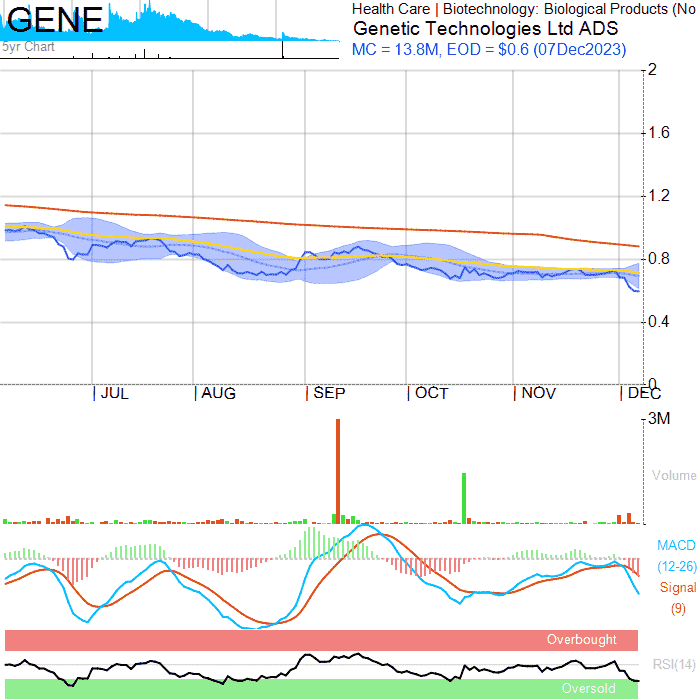 GENE
5yr Chart
Health Care | Biotechnology: Biological Products (No
Genetic Technologies Ltd ADS
MC = 13.8M, EOD = $0.6 (07Dec2023)
2
1.6
1.2
0.8
0.4
0
JUL AUG SEP OCT NOV DEC
3M
Volume
MACD
(12-26)
Signal
(9)
Overbought
RSI(14)
Oversold